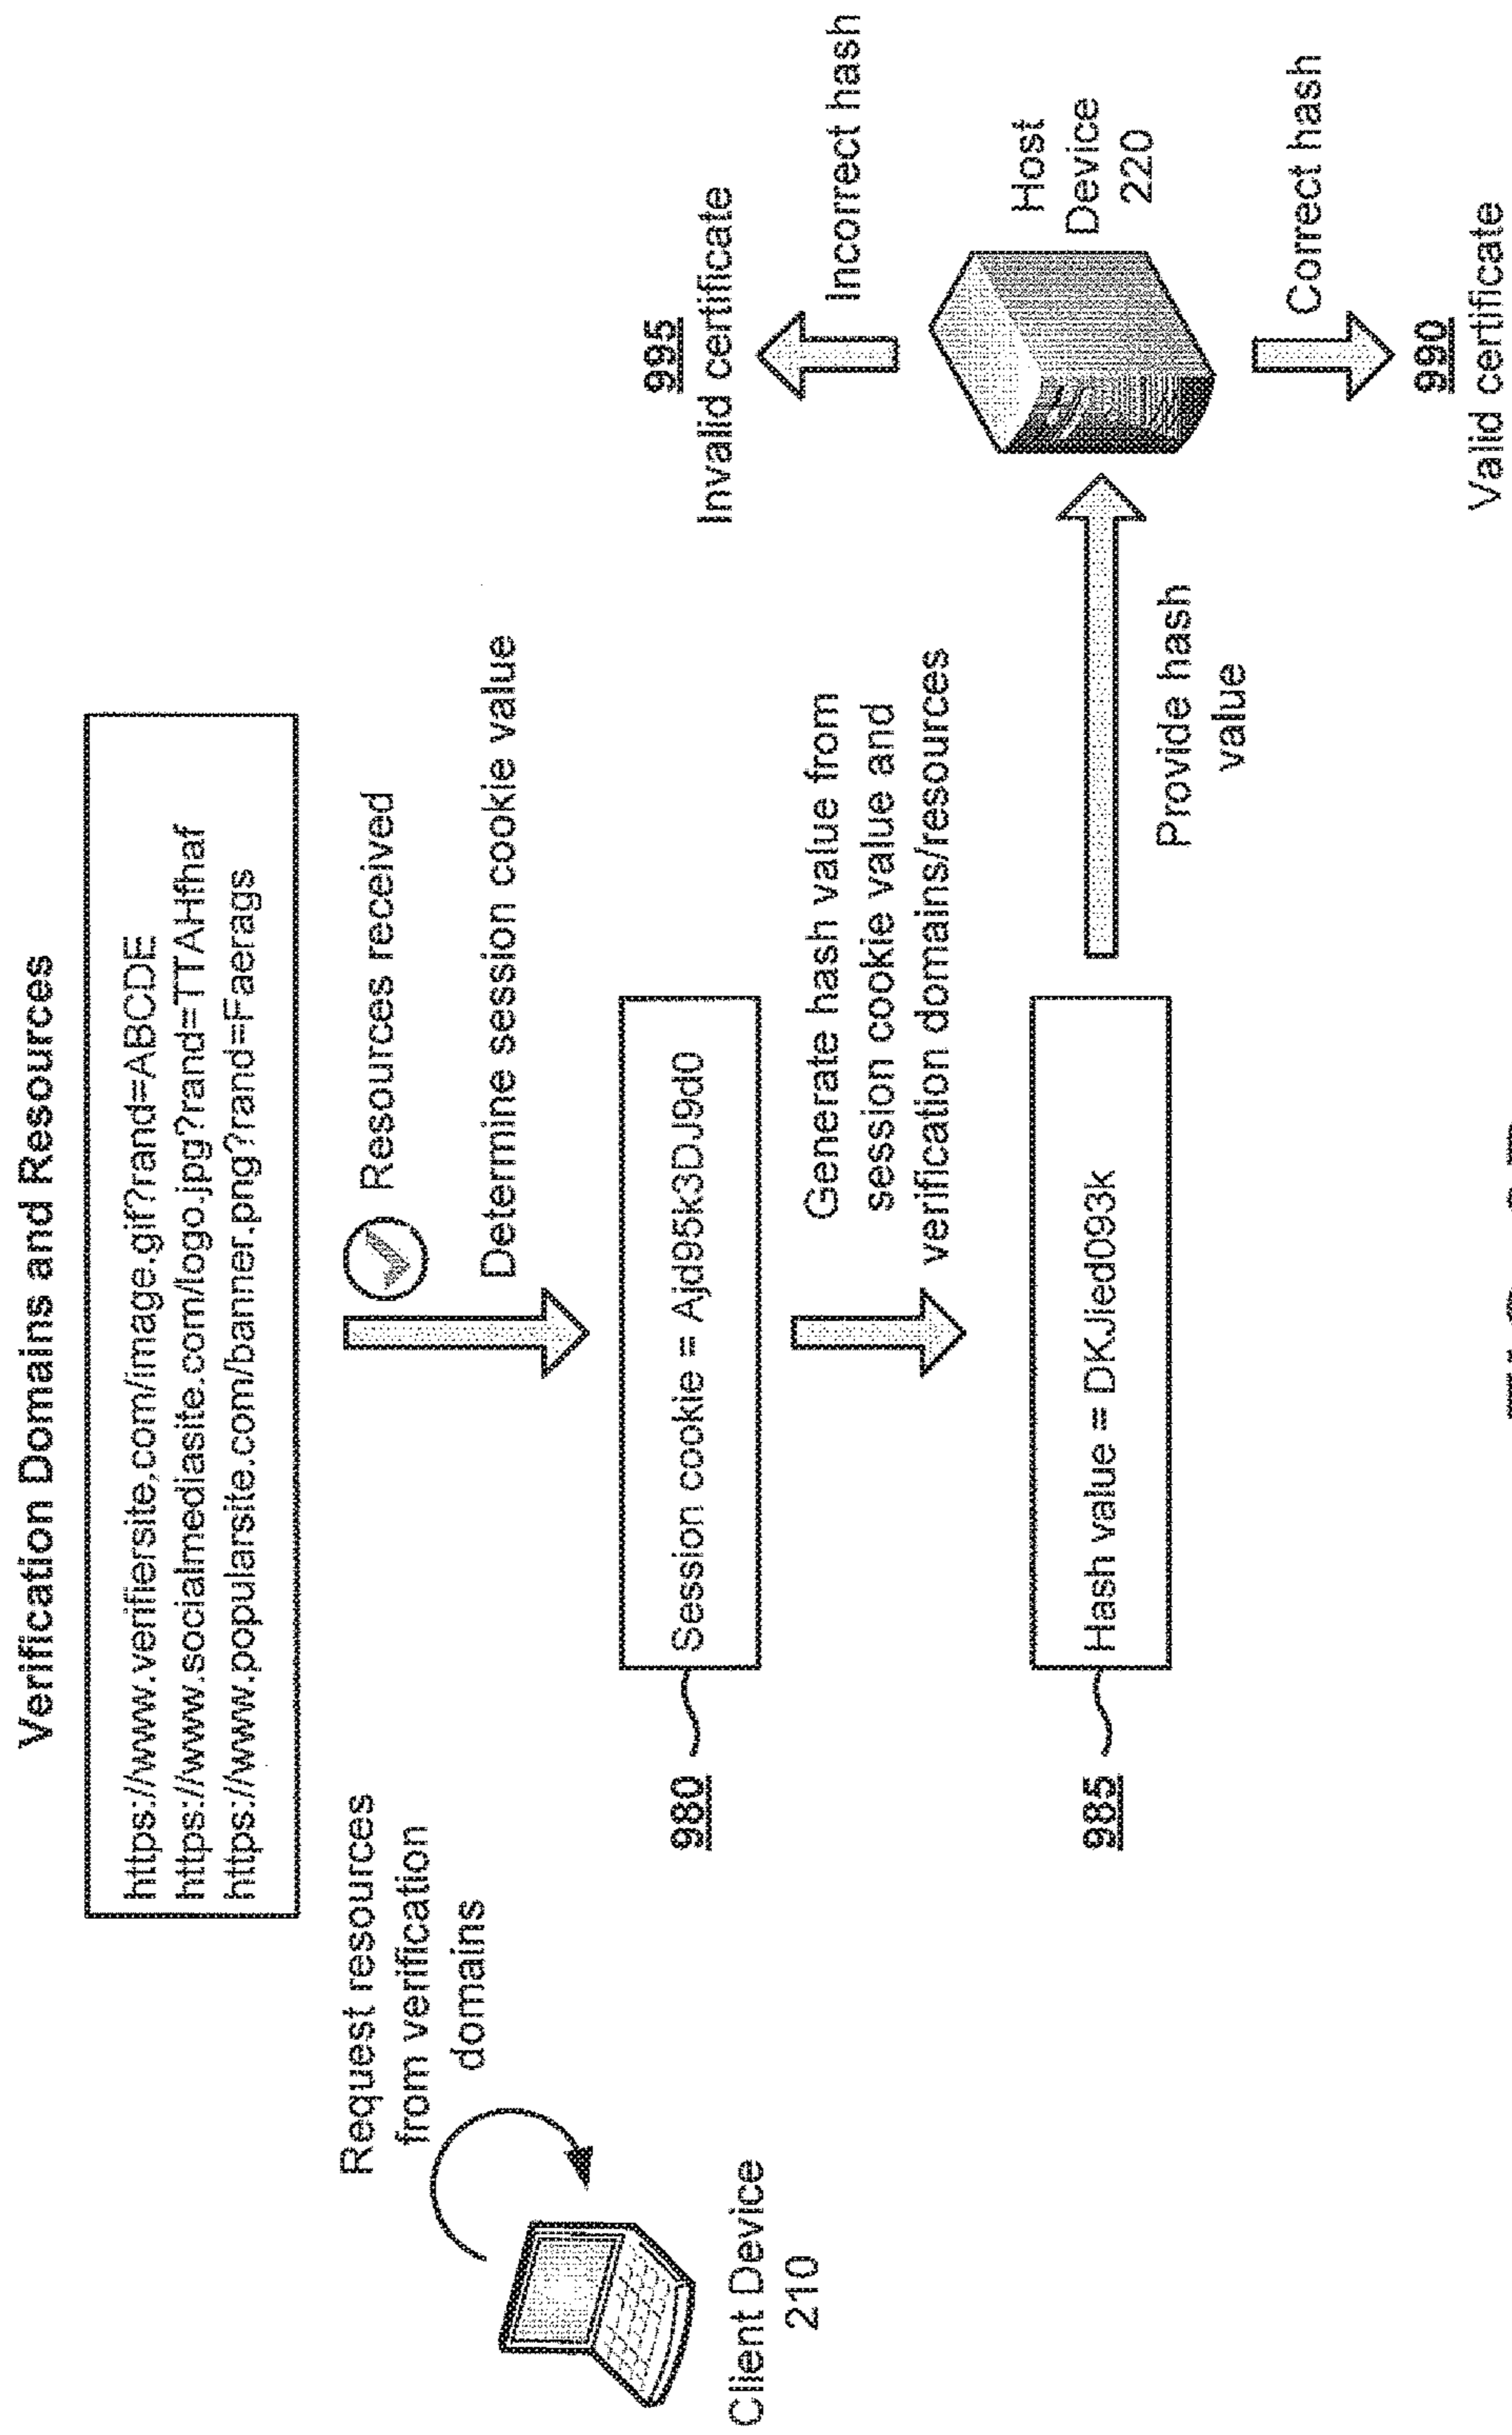 Verification Domains and Resources
https://www.verifiersite.com/image.gif?rand=ABCDE
https://www.socialmediasite.com/logo.jpg?rand=TTAHfhaf
https://www.popularsite.com/banner.png?rand=Faerags
Request resources
from verification
domains
Client Device
210
Resources received
Determine session cookie value
980
Session cookie = Ajd95k3DJ9d0
Generate hash value from
session cookie value and
verification domains/resources
985
Hash value = DKJied093k
Provide hash
value
995
Invalid certificate
Incorrect hash
Host
Device
220
Correct hash
990
Valid certificate